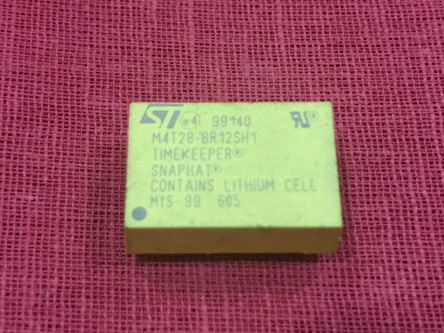 ST e4 99140
M4T28-BR12SH1
TIMEKEEPER®
SNAPHAT®
CONTAINS LITHIUM CELL
MYS 99 605